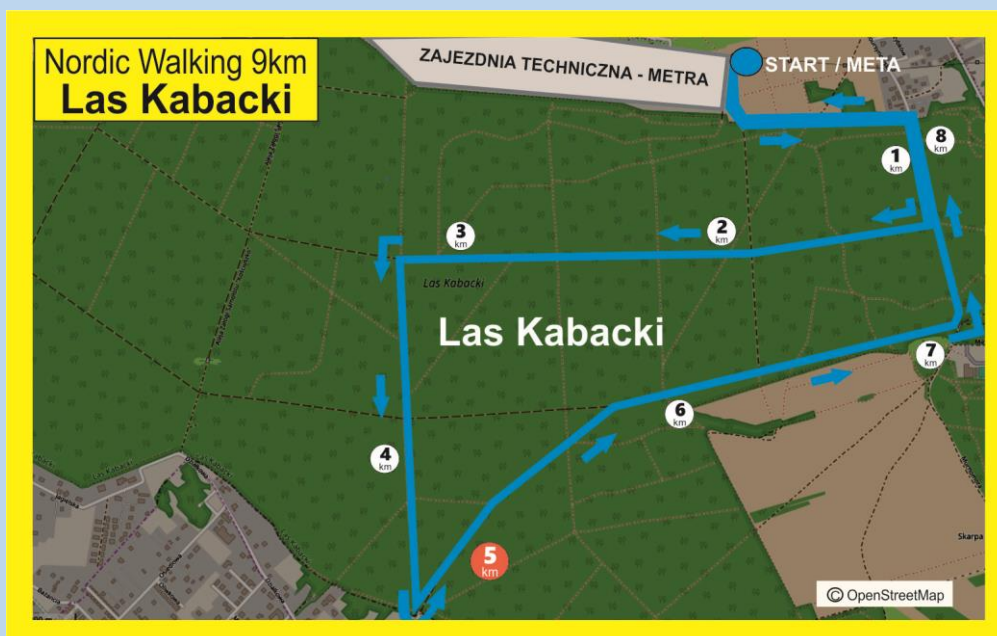 Nordic Walking 9km
Las Kabacki
ZAJEZDNIA TECHNICZNA - METRA
START / META
8
km
1
km
2
km
3
km
Las Kabacki
Las Kabacki
7
km
6
km
4
km
5
km
Skarpa
© OpenStreetMap